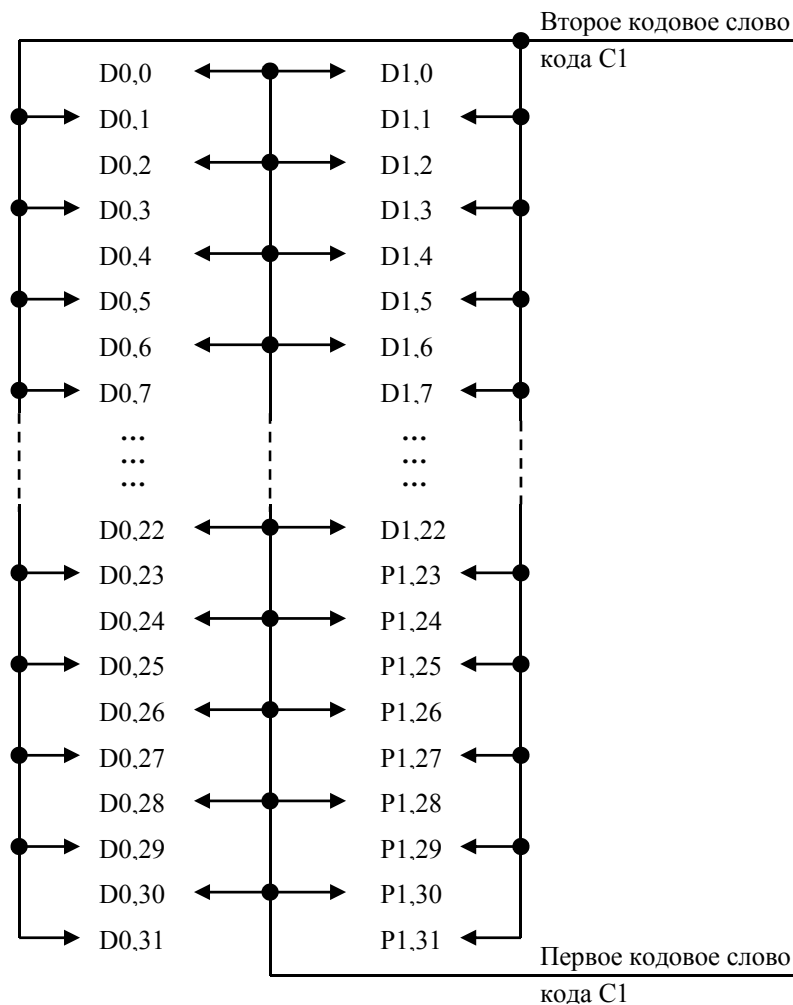 Второе кодовое слово
кода С1
D0,0 D1,0
D0,1 D1,1
D0,2 D1,2
D0,3 D1,3
D0,4 D1,4
D0,5 D1,5
D0,6 D1,6
D0,7 D1,7
... ...
... ...
... ...
D0,22 D1,22
D0,23 P1,23
D0,24 P1,24
D0,25 P1,25
D0,26 P1,26
D0,27 P1,27
D0,28 P1,28
D0,29 P1,29
D0,30 P1,30
D0,31 P1,31
Первое кодовое слово
кода С1